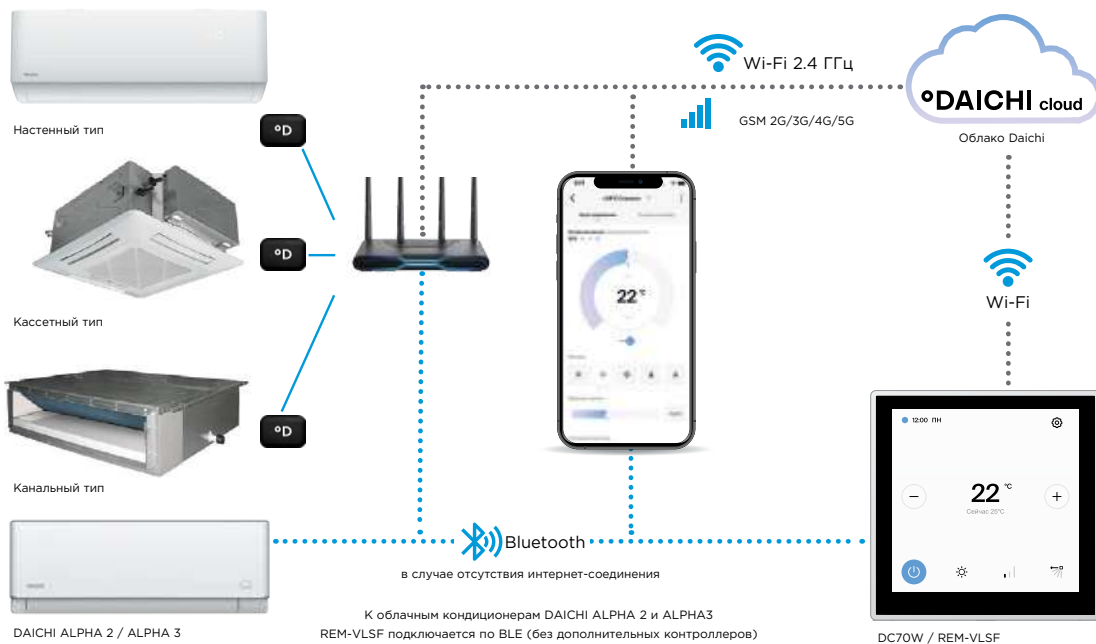 Wi-Fi 2.4 ГГц
GSM 2G/3G/4G/5G
°DAICHI cloud
Облако Daichi
Настенный тип
°D
Кассетный тип
°D
Канальный тип
°D
22 °C
Wi-Fi
12:00 ПН
22 °C
Сейчас 25°C
Bluetooth
в случае отсутствия интернет-соединения
DAICHI ALPHA 2 / ALPHA 3
К облачным кондиционерам DAICHI ALPHA 2 и ALPHA3
REM-VLSF подключается по BLE (без дополнительных контроллеров)
DC70W / REM-VLSF